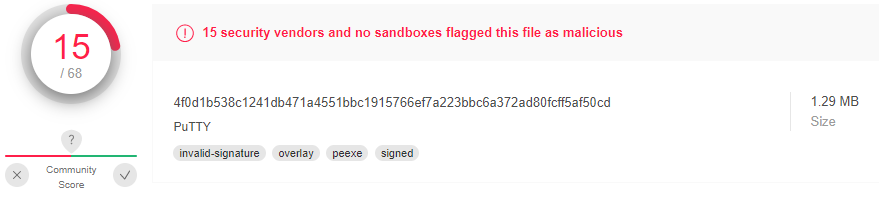 15
/ 68
?
Community
Score
15 security vendors and no sandboxes flagged this file as malicious
4f0d1b538c1241db471a4551bbc1915766ef7a223bbc6a372ad80fcff5af50cd
PuTTY
invalid-signature overlay peexe signed
1.29 MB
Size